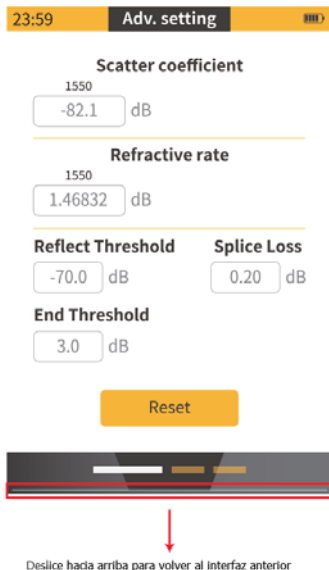 23:59 Adv. setting
Scatter coefficient
1550
-82.1 dB
Refractive rate
1550
1.46832 dB
Reflect Threshold Splice Loss
-70.0 dB 0.20 dB
End Threshold
3.0 dB
Reset
Deslice hacia arriba para volver al interfaz anterior